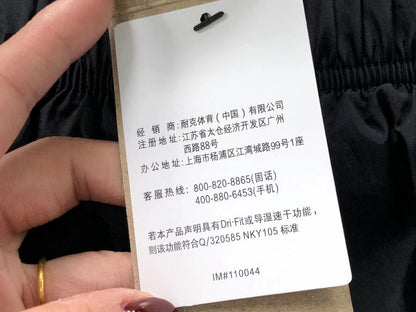 经 销 商:耐克体育(中国)有限公司
注册地址:江苏省太仓经济开发区广州
西路88号
办公地址:上海市杨浦区江湾城路99号1座
客服热线: 800-820-8865(固话)
400-880-6453(手机)
若本产品声明具有Dri-Fit或导湿速干功能,
则该功能符合Q/320585 NKY105 标准
IM#110044